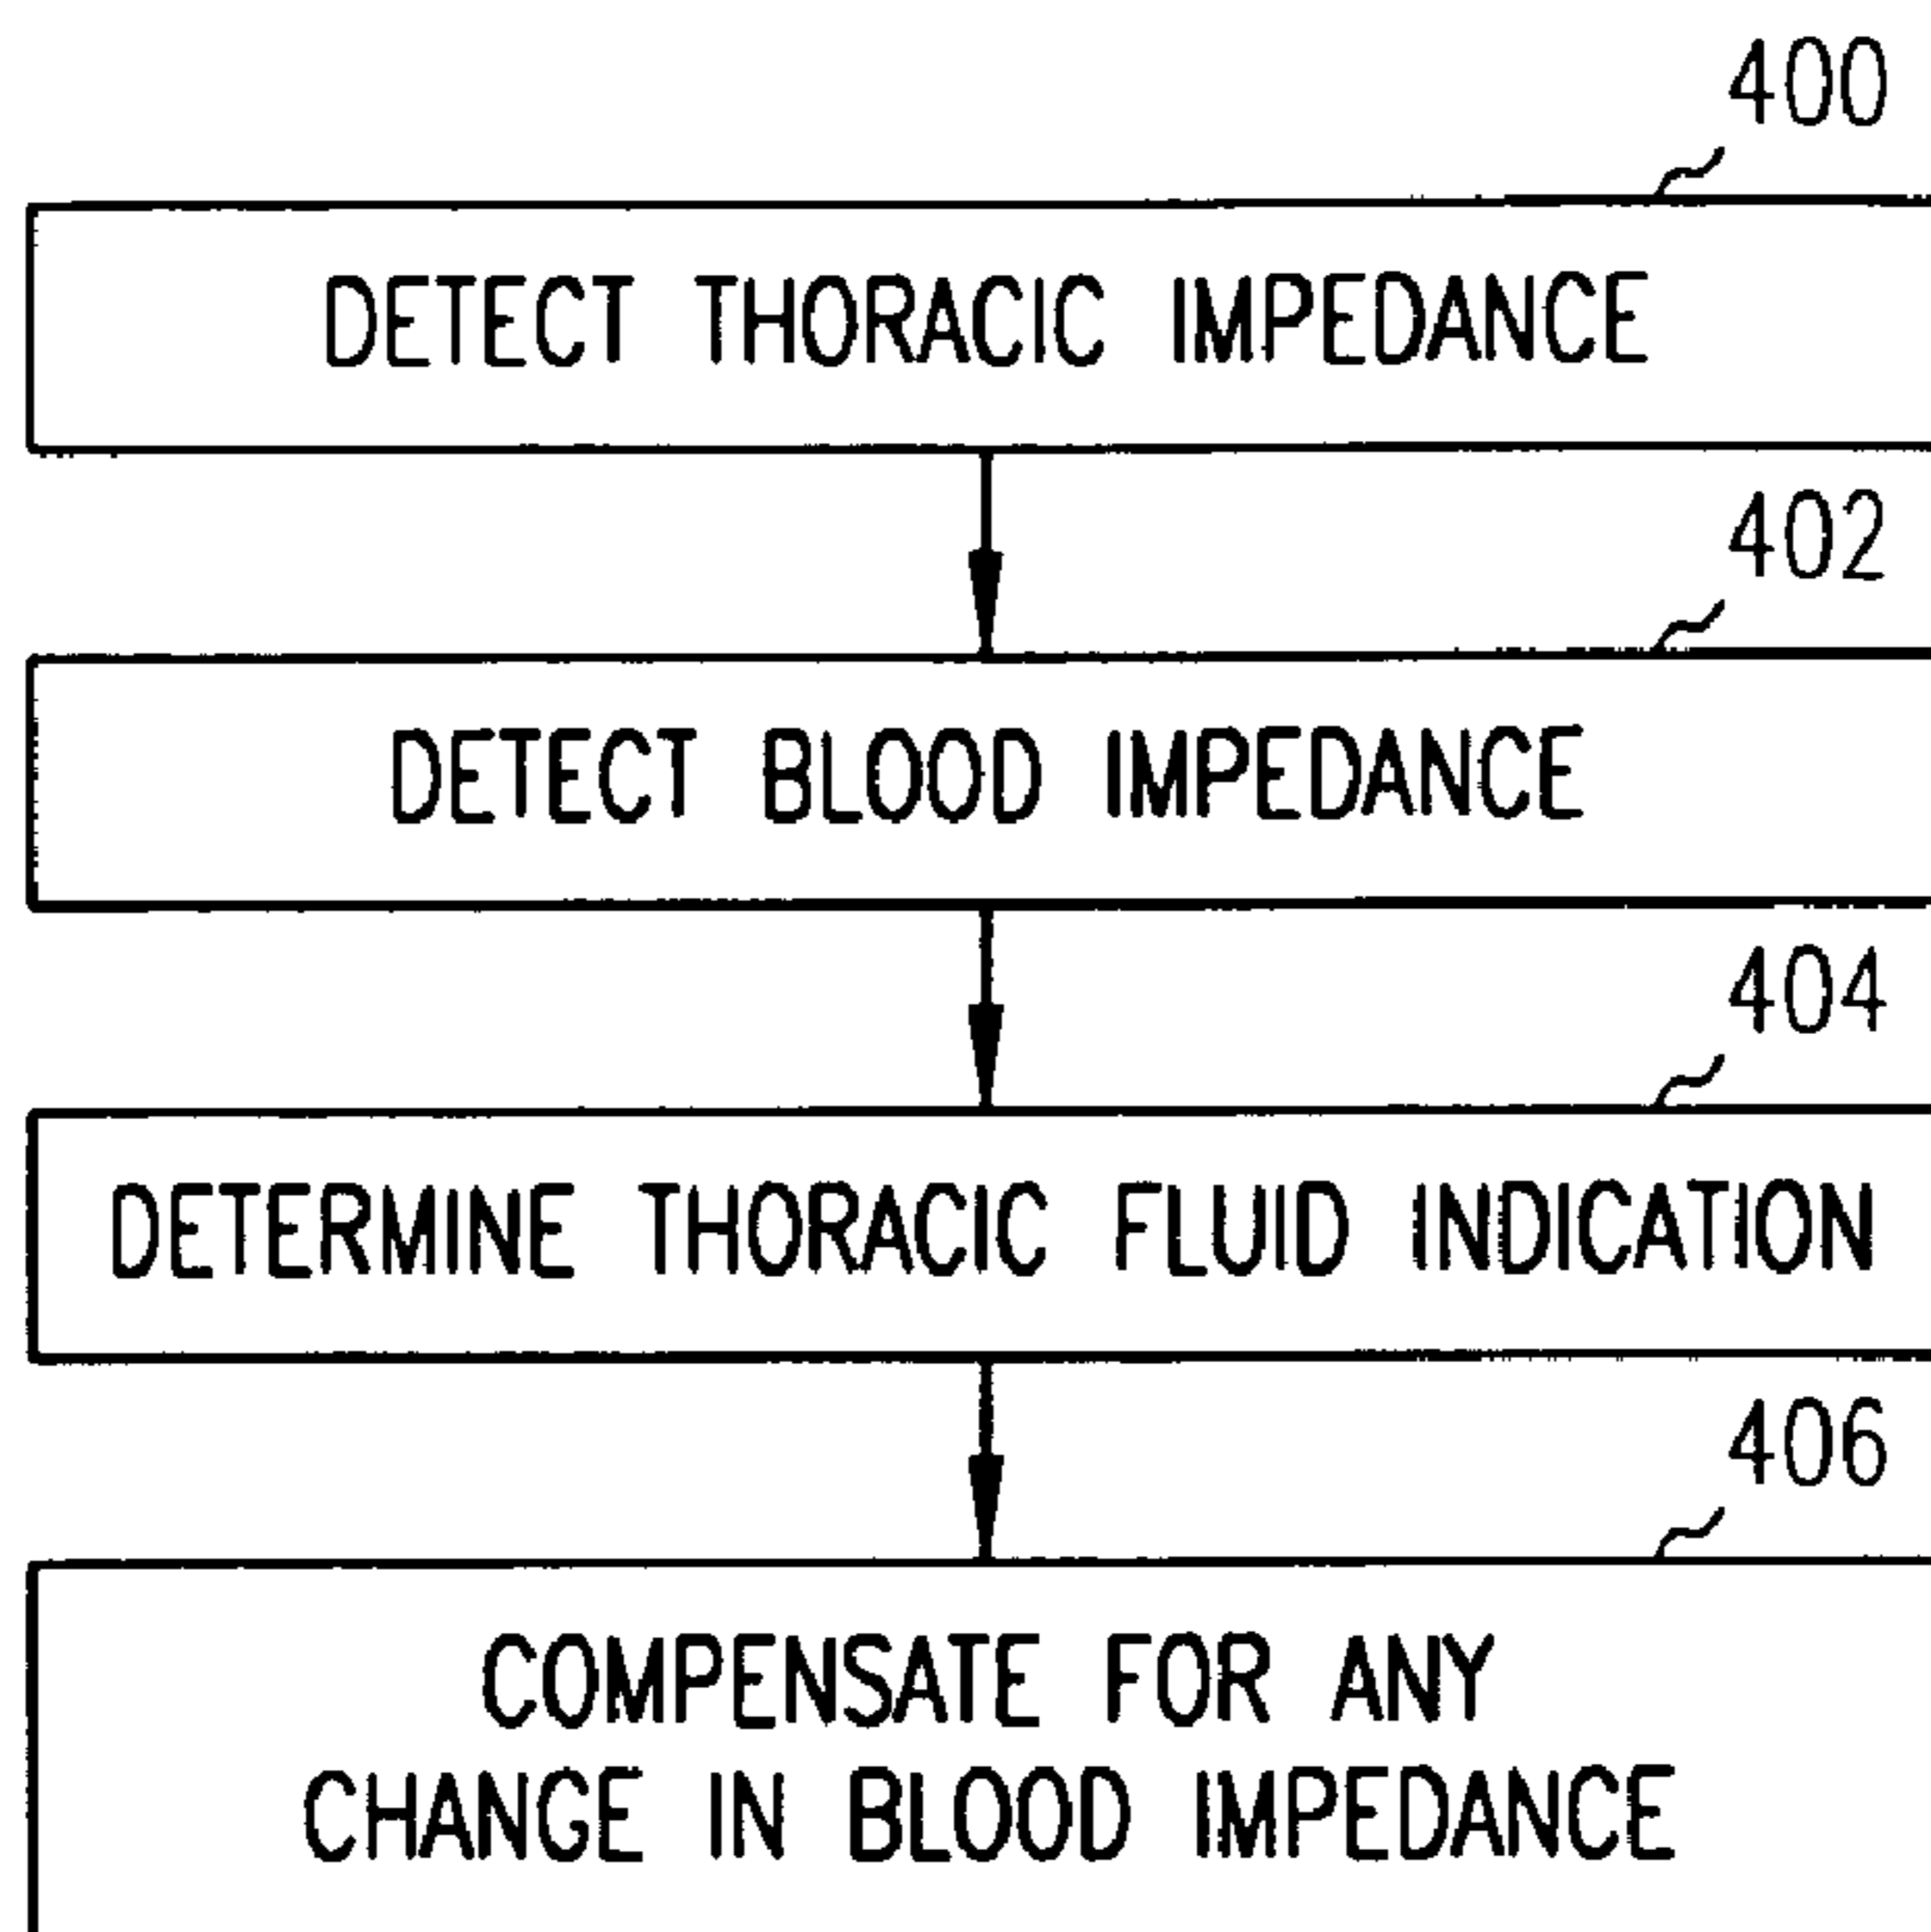 400
DETECT THORACIC IMPEDANCE
402
DETECT BLOOD IMPEDANCE
404
DETERMINE THORACIC FLUID INDICATION
406
COMPENSATE FOR ANY
CHANGE IN BLOOD IMPEDANCE